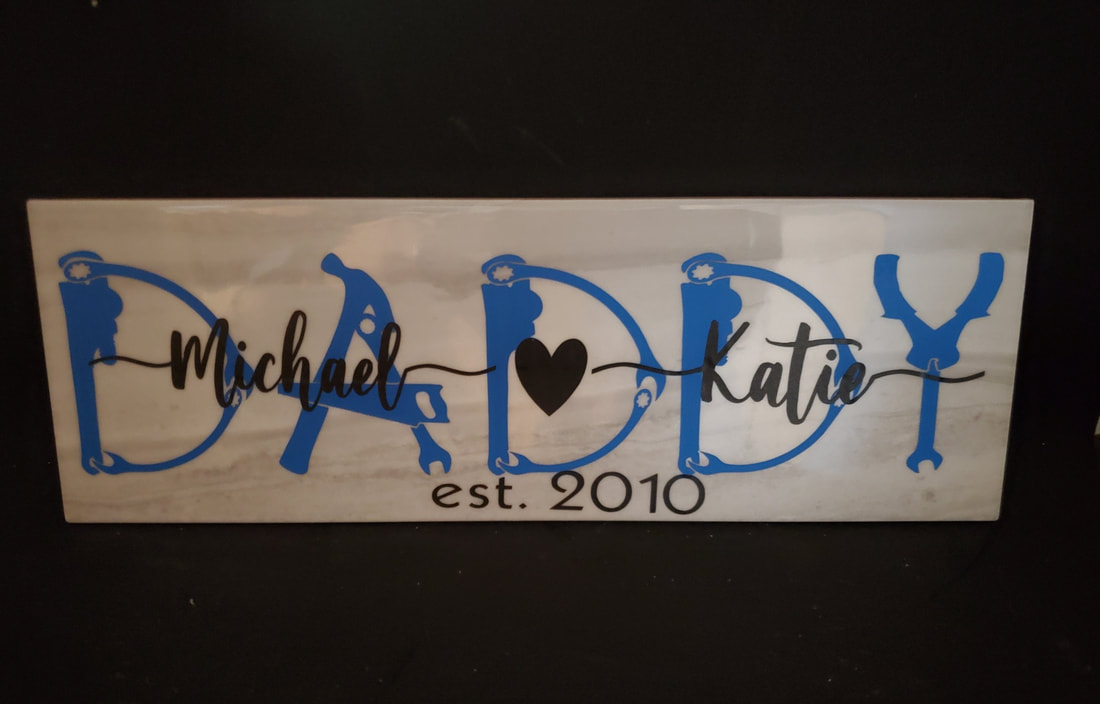 DADDY
Michael Katie
est. 2010